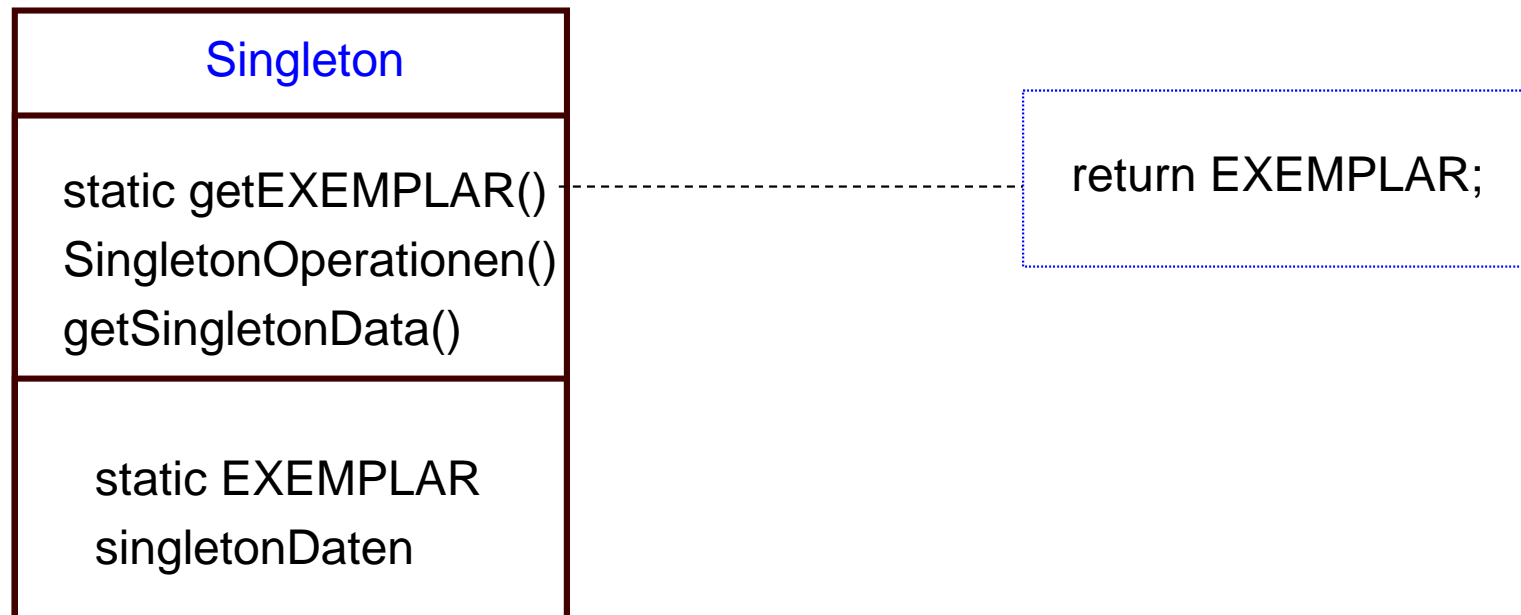 Singleton
static getEXEMPLAR()
SingletonOperationen()
getSingletonData()
static EXEMPLAR
singletonDaten
return EXEMPLAR;